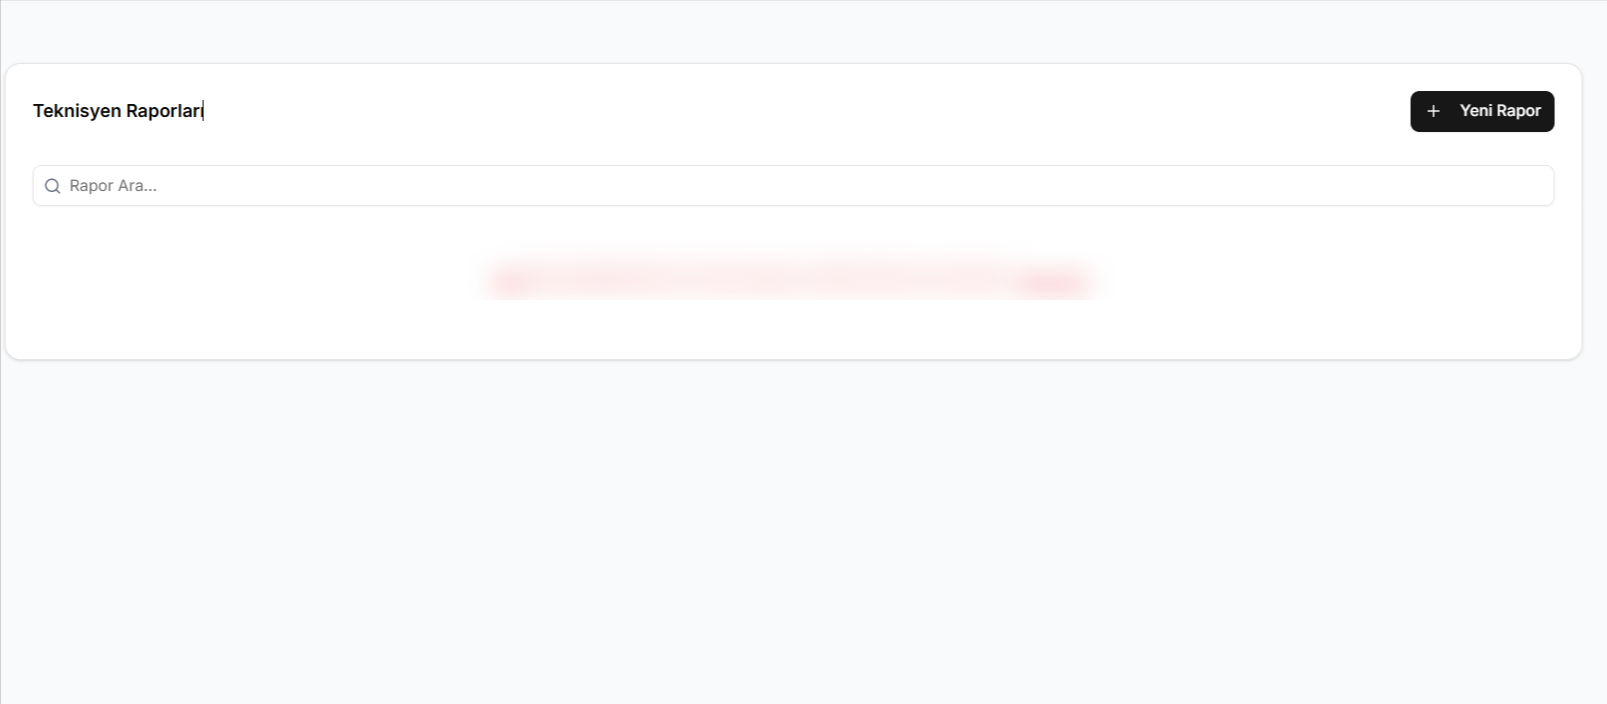 Teknisyen Raporları
Yeni Rapor
Rapor Ara...